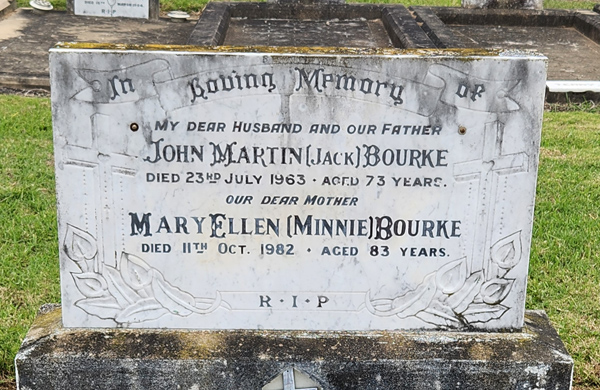 In Loving Memory of
My dear Husband and our Father
John Martin (Jack) Bourke
Died 23rd July 1963 · Aged 73 years.
Our dear Mother
Mary Ellen (Minnie) Bourke
Died 11th Oct. 1982 · Aged 83 years.
R·I·P